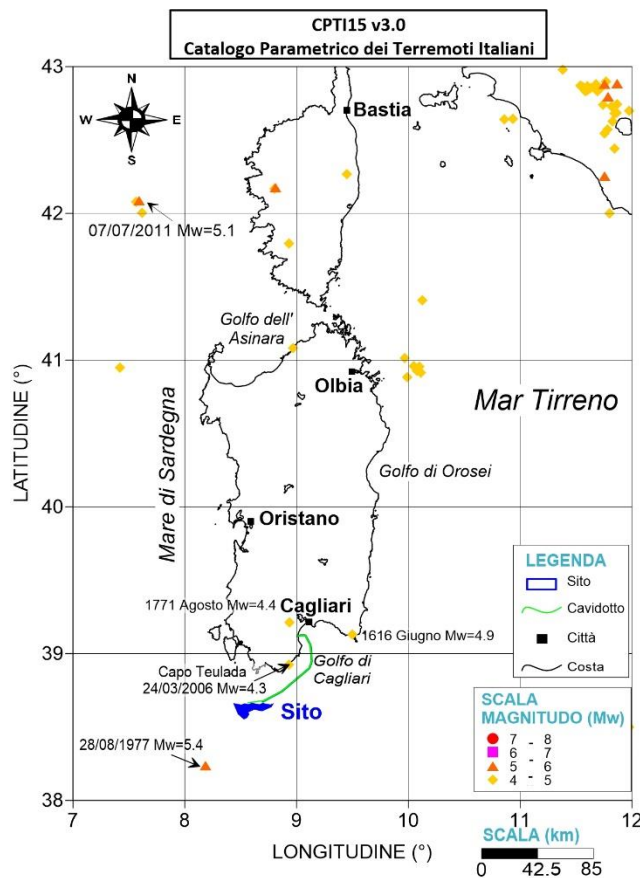 CPTI15 v3.0
Catalogo Parametrico dei Terremoti Italiani
43
42
41
40
39
38
LATITUDINE (°)
7
8
9
10
11
12
LONGITUDINE (°)
N
W
E
S
Bastia
07/07/2011 Mw=5.1
Golfo dell'
Asinara
Olbia
Mar Tirreno
Mare di Sardegna
Golfo di Orosei
Oristano
1771 Agosto Mw=4.4
Cagliari
1616 Giugno Mw=4.9
Golfo di
Cagliari
Capo Teulada
24/03/2006 Mw=4.3
Sito
28/08/1977 Mw=5.4
LEGENDA
Sito
Cavidotto
Città
Costa
SCALA
MAGNITUDO (Mw)
7 - 8
6 - 7
5 - 6
4 - 5
SCALA (km)
0 42.5 85